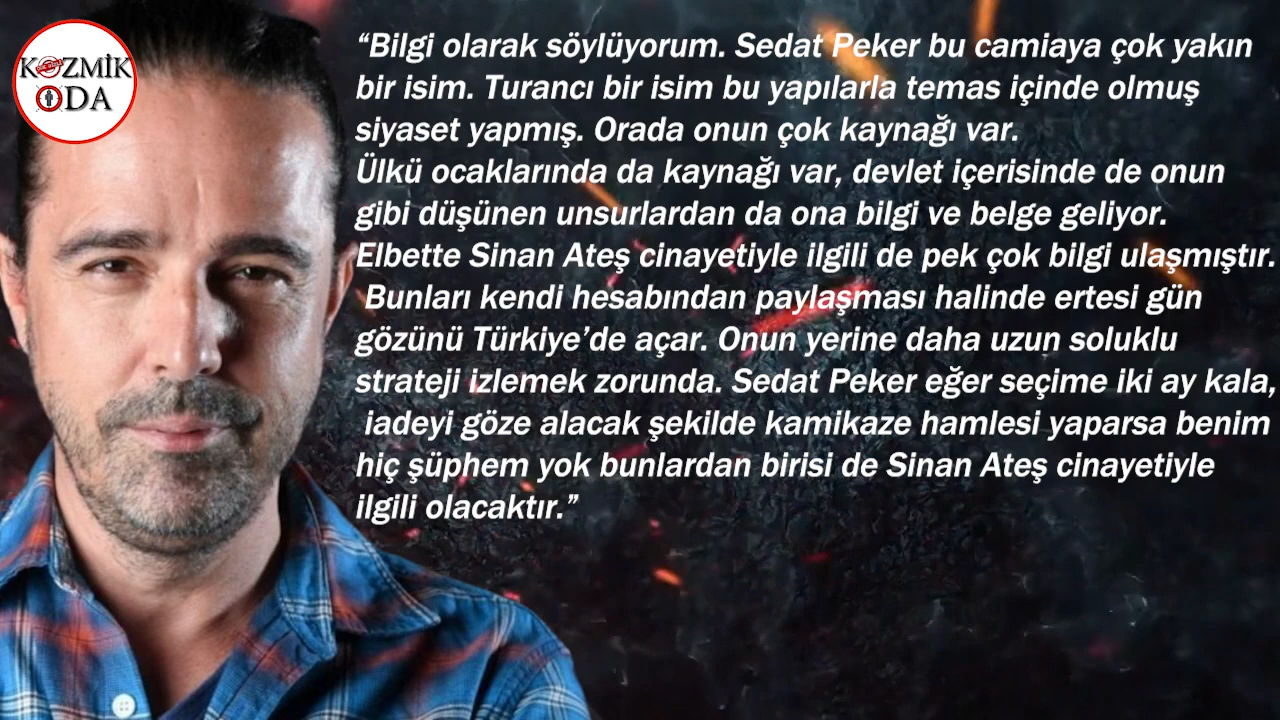 KOZMİK
ODA
“Bilgi olarak söylüyorum. Sedat Peker bu camiaya çok yakın
bir isim. Turancı bir isim bu yapılarla temas içinde olmuş
siyaset yapmış. Orada onun çok kaynağı var.
Ülkü ocaklarında da kaynağı var, devlet içerisinde de onun
gibi düşünen unsurlardan da ona bilgi ve belge geliyor.
Elbette Sinan Ateş cinayetiyle ilgili de pek çok bilgi ulaşmıştır.
Bunları kendi hesabından paylaşması halinde ertesi gün
gözünü Türkiye’de açar. Onun yerine daha uzun soluklu
strateji izlemek zorunda. Sedat Peker eğer seçime iki ay kala,
iadeyi göze alacak şekilde kamikaze hamlesi yaparsa benim
hiç şüphem yok bunlardan birisi de Sinan Ateş cinayetiyle
ilgili olacaktır.”